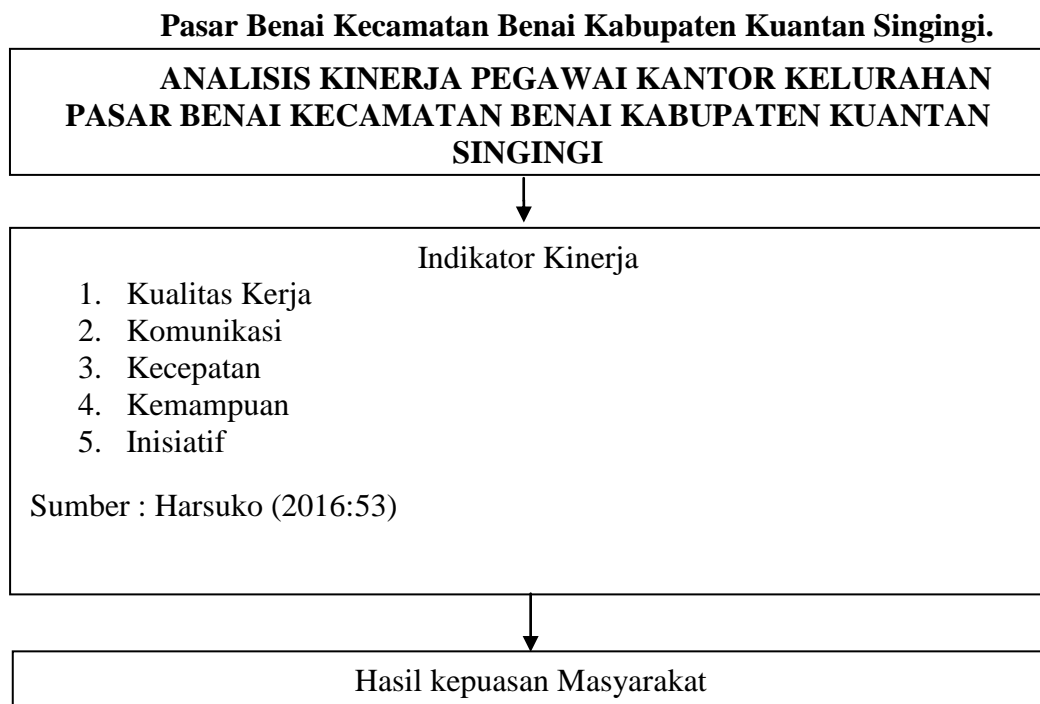 Pasar Benai Kecamatan Benai Kabupaten Kuantan Singingi.
ANALISIS KINERJA PEGAWAI KANTOR KELURAHAN
PASAR BENAI KECAMATAN BENAI KABUPATEN KUANTAN
SINGINGI
Indikator Kinerja
1. Kualitas Kerja
2. Komunikasi
3. Kecepatan
4. Kemampuan
5. Inisiatif
Sumber : Harsuko (2016:53)
Hasil kepuasan Masyarakat